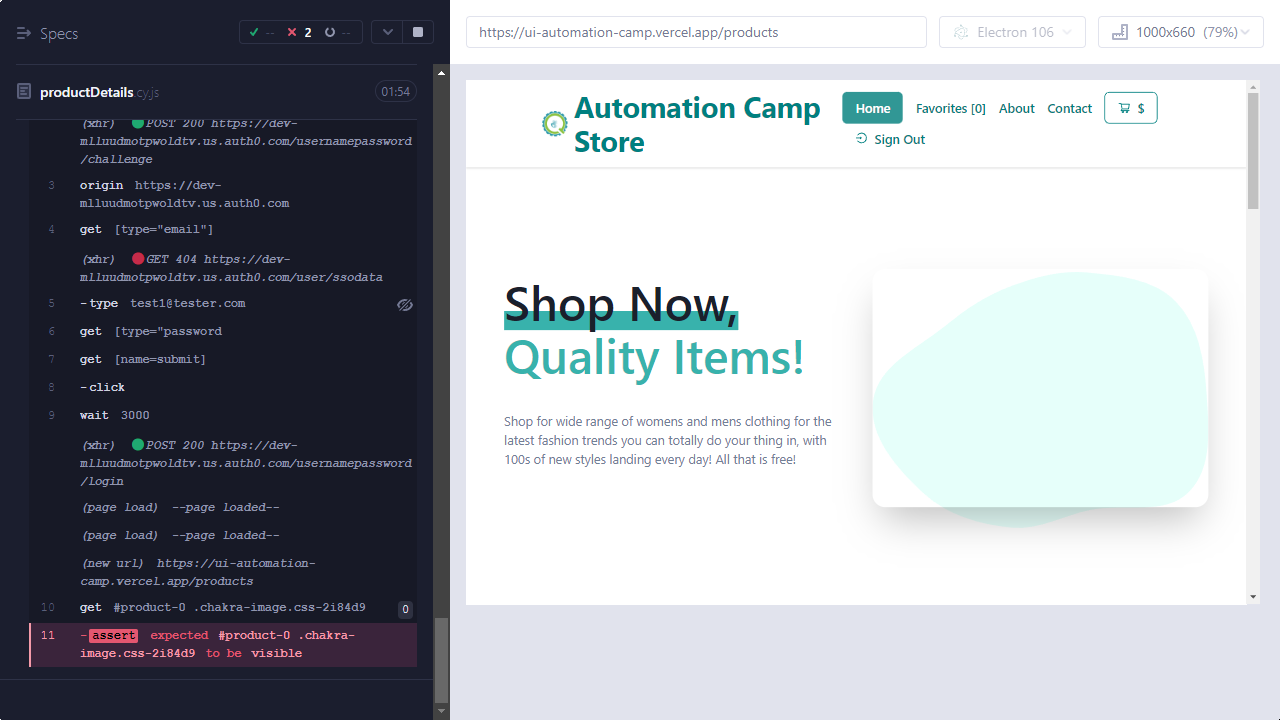 Specs
-- 2 --
productDetails.cy.js 01:54
(xhr) POST 200 https://dev-
mlluudmotpwoldtv.us.auth0.com/usernamepassword
/challenge
3 origin https://dev-
mlluudmotpwoldtv.us.auth0.com
4 get [type="email"]
(xhr) GET 404 https://dev-
mlluudmotpwoldtv.us.auth0.com/user/ssodata
5 -type test1@tester.com
6 get [type="password
7 get [name=submit]
8 -click
9 wait 3000
(xhr) POST 200 https://dev-
mlluudmotpwoldtv.us.auth0.com/usernamepassword
/login
(page load) --page loaded--
(page load) --page loaded--
(new url) https://ui-automation-
camp.vercel.app/products
10 get #product-0 .chakra-image.css-2i84d9 0
11 -assert expected #product-0 .chakra-
image.css-2i84d9 to be visible
https://ui-automation-camp.vercel.app/products
Electron 106
1000x660 (79%)
Automation Camp
Store
Home Favorites [0] About Contact $
Sign Out
Shop Now,
Quality Items!
Shop for wide range of womens and mens clothing for the
latest fashion trends you can totally do your thing in, with
100s of new styles landing every day! All that is free!